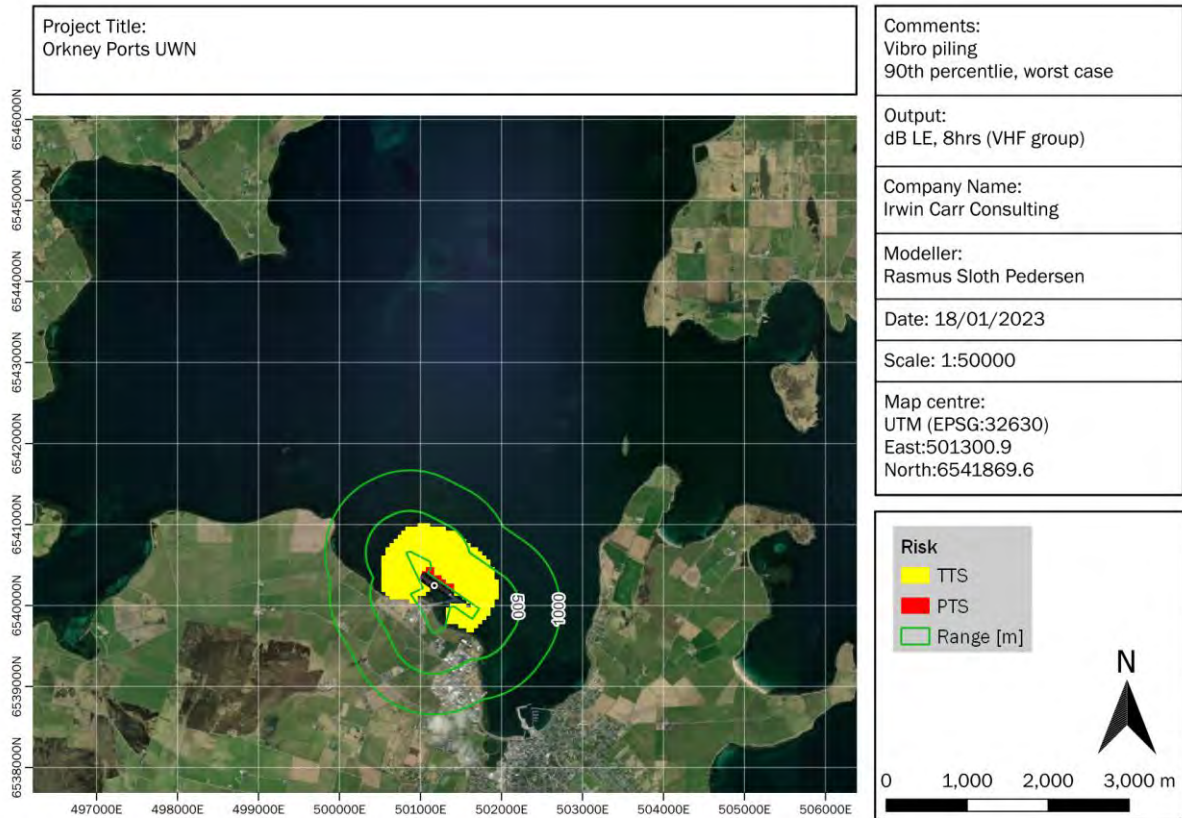 Project Title:
Orkney Ports UWN
Comments:
Vibro piling
90th percentlie, worst case
Output:
dB LE, 8hrs (VHF group)
Company Name:
Irwin Carr Consulting
Modeller:
Rasmus Sloth Pedersen
Date: 18/01/2023
Scale: 1:50000
Map centre:
UTM (EPSG:32630)
East:501300.9
North:6541869.6
6546000N
6545000N
6544000N
6543000N
6542000N
6541000N
6540000N
6539000N
6538000N
500
1000
497000E
498000E
499000E
500000E
501000E
502000E
503000E
504000E
505000E
506000E
Risk
TTS
PTS
Range [m]
N
0 1,000 2,000 3,000 m